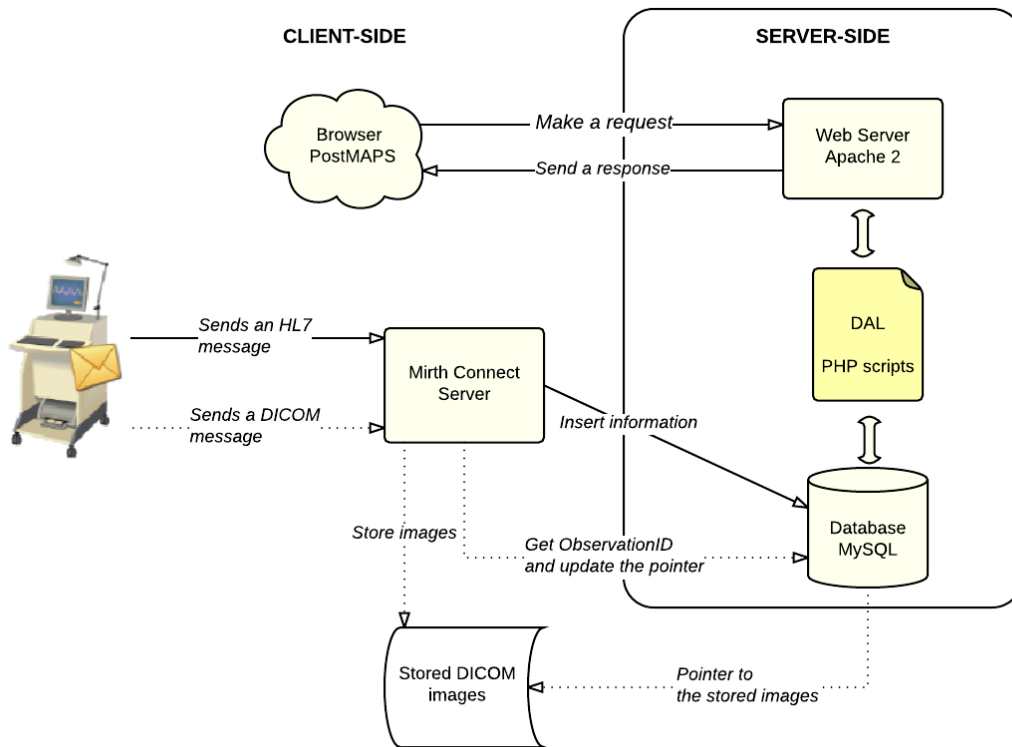 CLIENT-SIDE
SERVER-SIDE
Browser
PostMAPS
Make a request
Send a response
Web Server
Apache 2
DAL
PHP scripts
Sends an HL7
message
Mirth Connect
Server
Sends a DICOM
message
Insert information
Database
MySQL
Store images
Get ObservationID
and update the pointer
Stored DICOM
images
Pointer to
the stored images